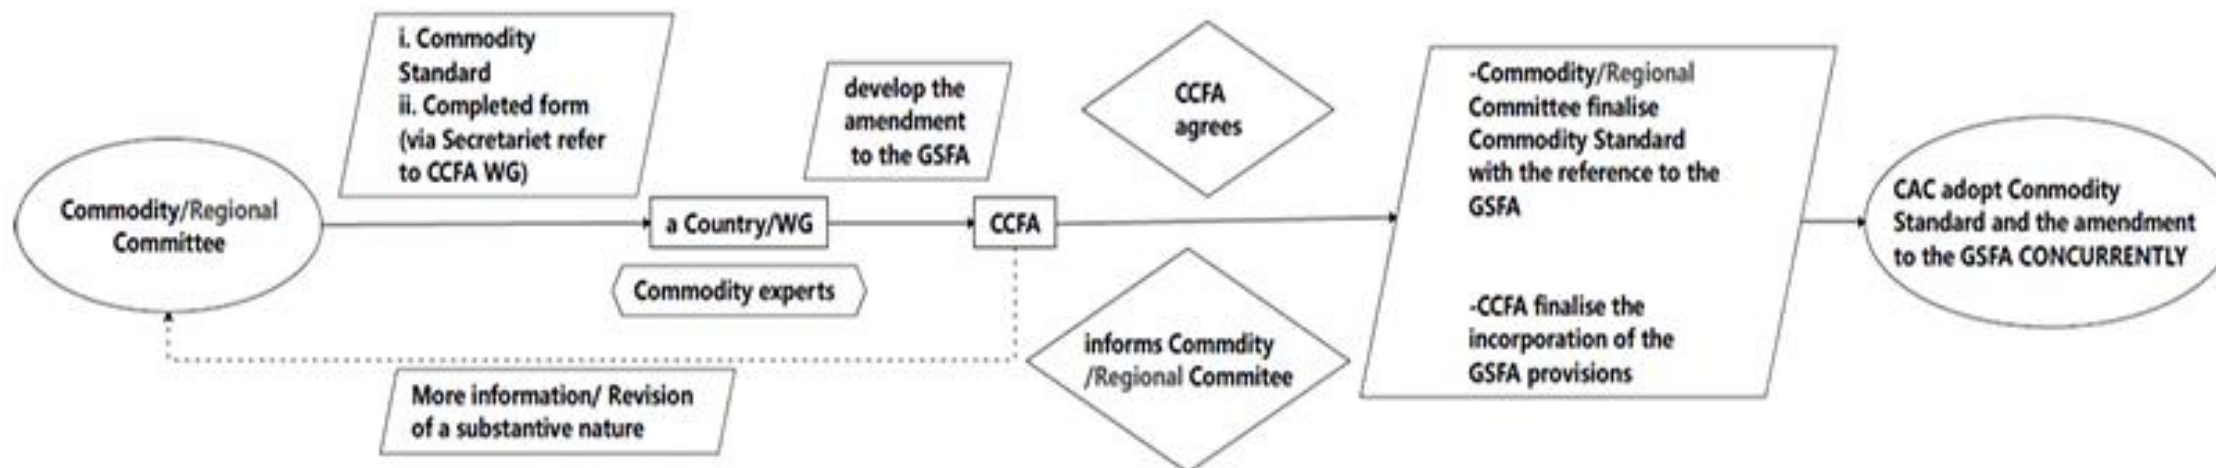 i. Commodity
Standard
ii. Completed form
(via Secretariet refer
to CCFA WG)
develop the
amendment
to the GSFA
CCFA
agrees
-Commodity/Regional
Committee finalise
Commodity Standard
with the reference to the
GSFA
-CCFA finalise the
incorporation of the
GSFA provisions
Commodity/Regional
Committee
a Country/WG
CCFA
CAC adopt Conmodity
Standard and the amendment
to the GSFA CONCURRENTLY
Commodity experts
informs Commdity
/Regional Commitee
More information/ Revision
of a substantive nature